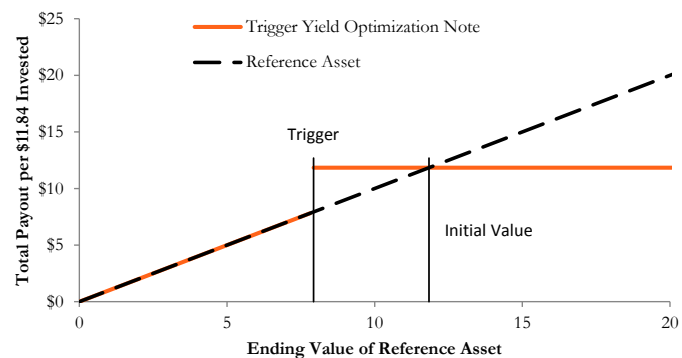 $25
Trigger Yield Optimization Note
Reference Asset
$20
$15
Trigger
$10
Initial Value
$5
$0
0 5 10 15 20
Ending Value of Reference Asset
Total Payout per $11.84 Invested